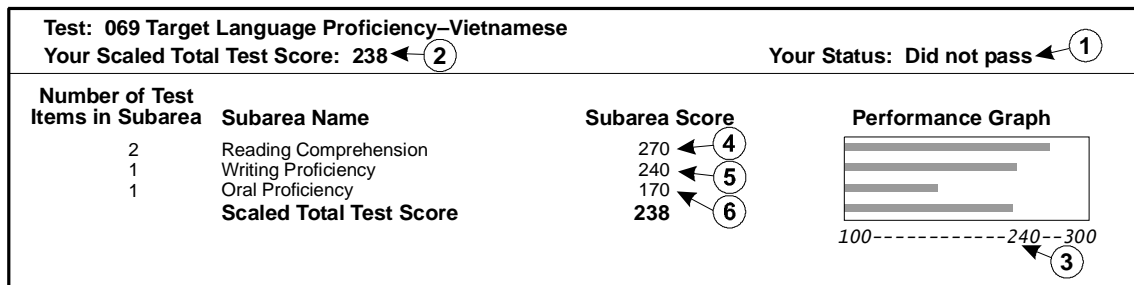 Test: 069 Target Language Proficiency–Vietnamese
Your Scaled Total Test Score: 238 2
Your Status: Did not pass 1
Number of Test
Items in Subarea Subarea Name Subarea Score Performance Graph
2 Reading Comprehension 270 4
1 Writing Proficiency 240 5
1 Oral Proficiency 170 6
Scaled Total Test Score 238
100-------------240--300
3